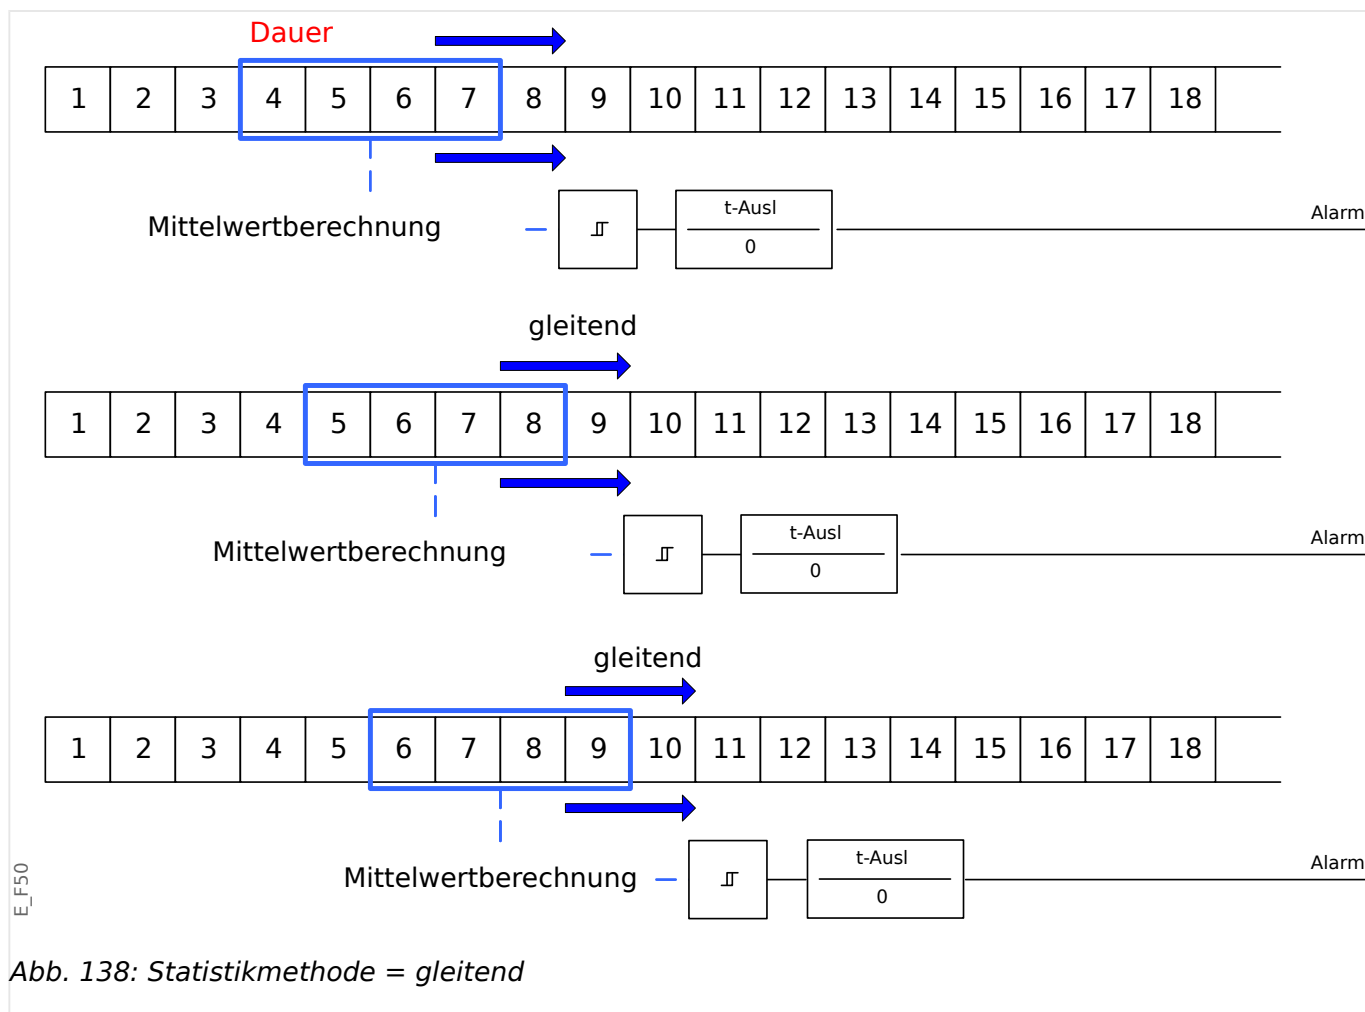 Dauer
1 2 3 4 5 6 7 8 9 10 11 12 13 14 15 16 17 18
t-Ausl
Alarm
Mittelwertberechnung
0
gleitend
1 2 3 4 5 6 7 8 9 10 11 12 13 14 15 16 17 18
t-Ausl
Alarm
Mittelwertberechnung
0
gleitend
1 2 3 4 5 6 7 8 9 10 11 12 13 14 15 16 17 18
t-Ausl
Alarm
Mittelwertberechnung
0
E_F50
Abb. 138: Statistikmethode = gleitend